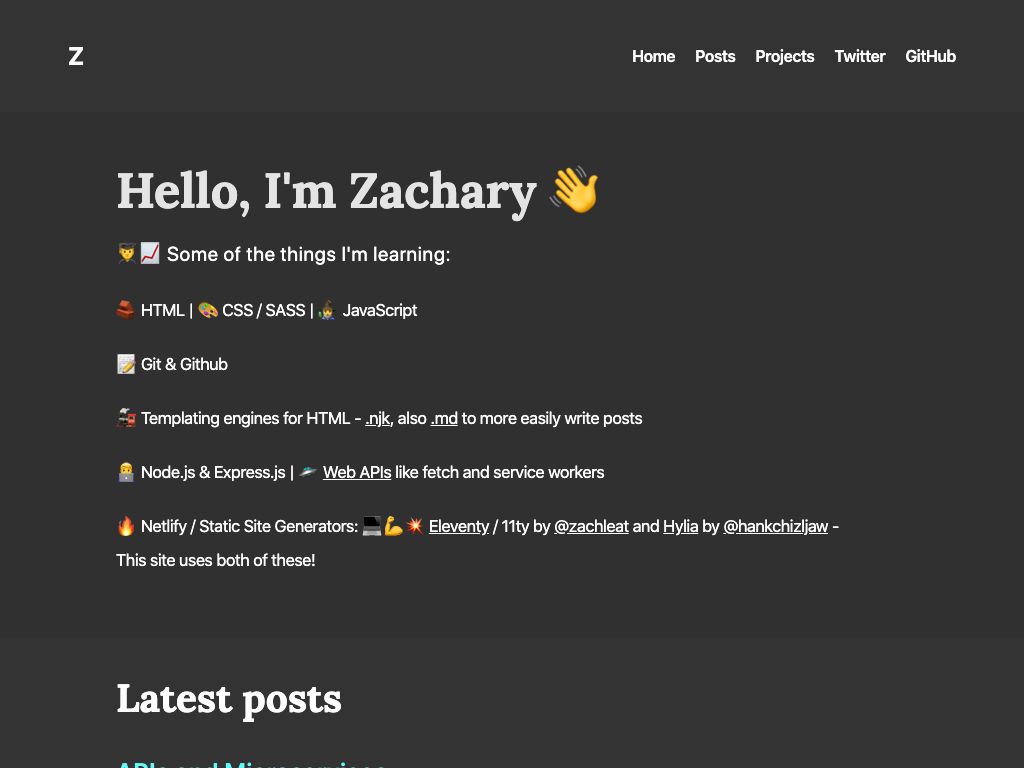 Z
Home Posts Projects Twitter GitHub
Hello, I'm Zachary 👋
👨‍🎓📈 Some of the things I'm learning:
🧱 HTML | 🎨 CSS / SASS | 🧙‍♂️ JavaScript
📝 Git & Github
🚂 Templating engines for HTML - .njk, also .md to more easily write posts
👨‍💻 Node.js & Express.js | 🛸 Web APIs like fetch and service workers
🔥 Netlify / Static Site Generators: 💻💪💥 Eleventy / 11ty by @zachleat and Hylia by @hankchizljaw -
This site uses both of these!
Latest posts
APIs and Microservices